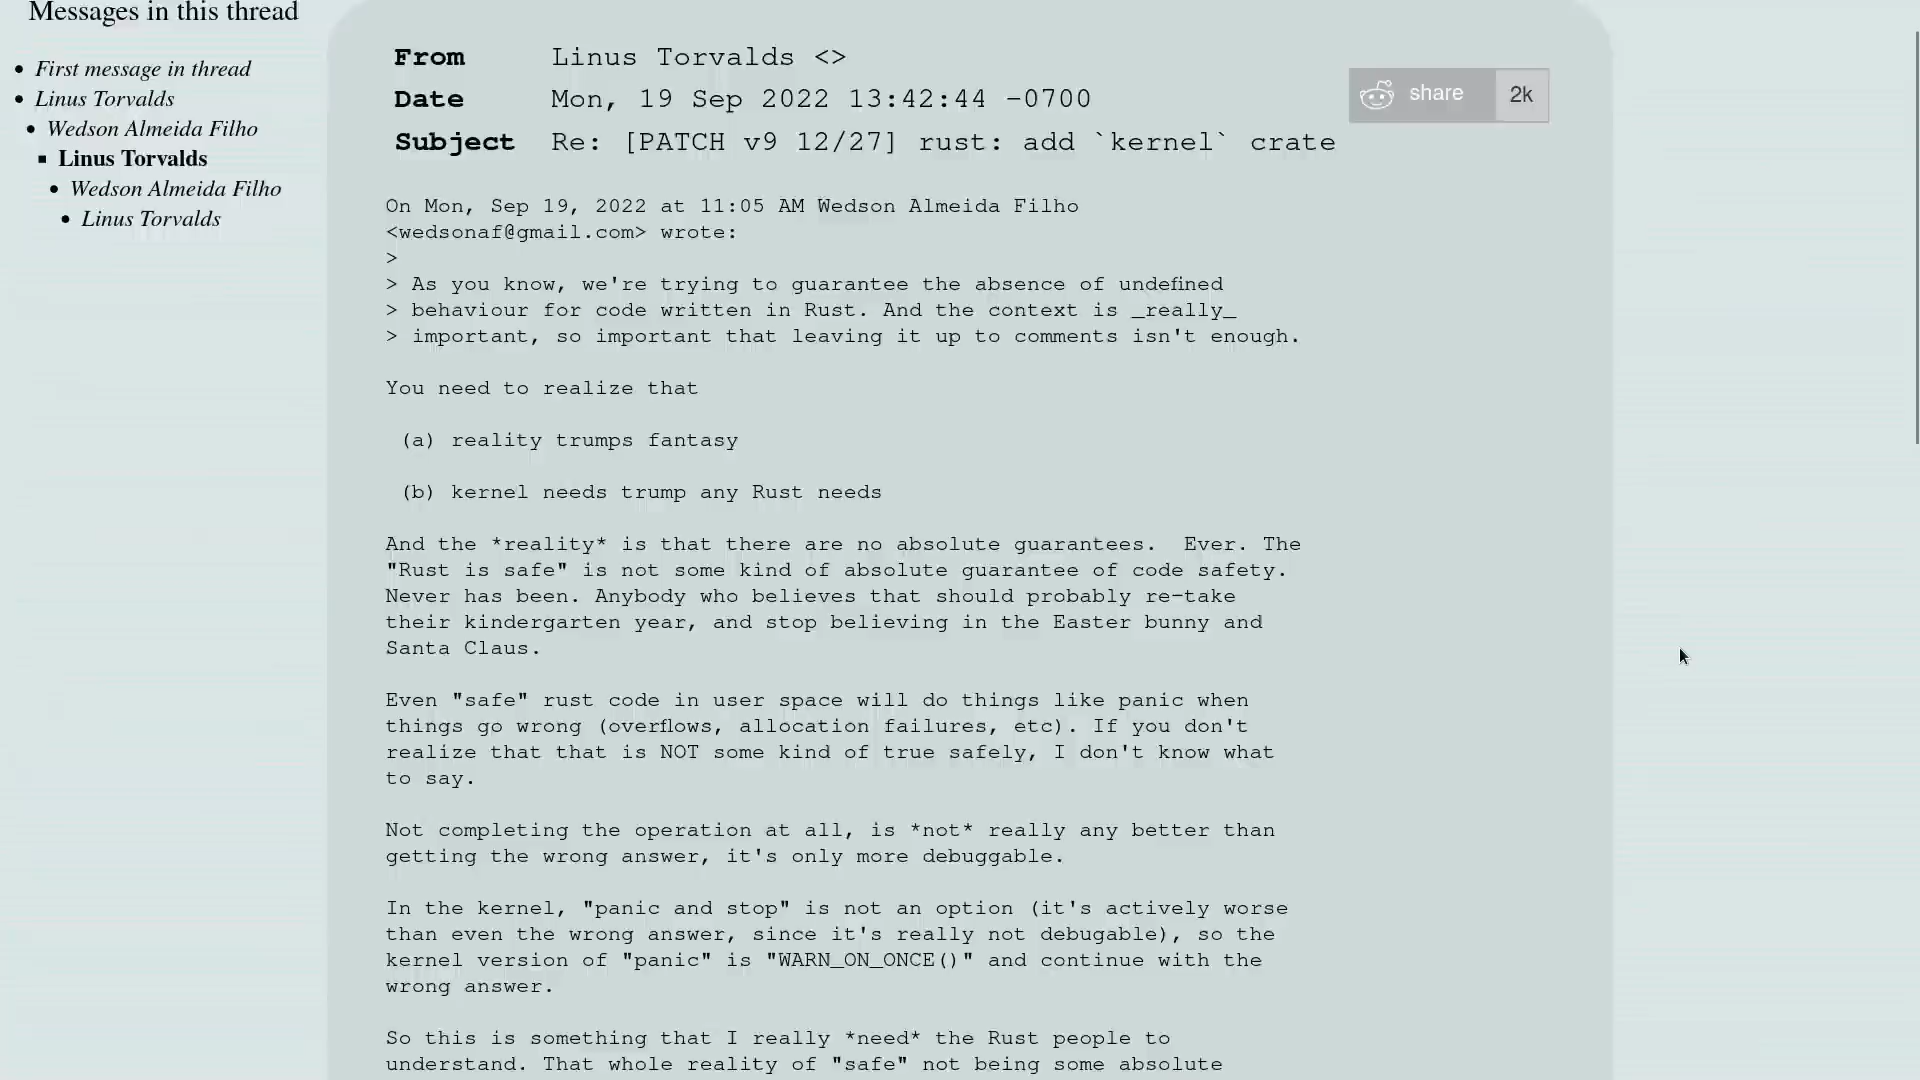 Messages in this thread
First message in thread
Linus Torvalds
Wedson Almeida Filho
Linus Torvalds
Wedson Almeida Filho
Linus Torvalds
From Linus Torvalds <>
Date Mon, 19 Sep 2022 13:42:44 -0700
Subject Re: [PATCH v9 12/27] rust: add `kernel` crate
share 2k
On Mon, Sep 19, 2022 at 11:05 AM Wedson Almeida Filho
<wedsonaf@gmail.com> wrote:
>
> As you know, we're trying to guarantee the absence of undefined
> behaviour for code written in Rust. And the context is _really_
> important, so important that leaving it up to comments isn't enough.
You need to realize that
(a) reality trumps fantasy
(b) kernel needs trump any Rust needs
And the *reality* is that there are no absolute guarantees.  Ever. The
"Rust is safe" is not some kind of absolute guarantee of code safety.
Never has been. Anybody who believes that should probably re-take
their kindergarten year, and stop believing in the Easter bunny and
Santa Claus.
Even "safe" rust code in user space will do things like panic when
things go wrong (overflows, allocation failures, etc). If you don't
realize that that is NOT some kind of true safely, I don't know what
to say.
Not completing the operation at all, is *not* really any better than
getting the wrong answer, it's only more debuggable.
In the kernel, "panic and stop" is not an option (it's actively worse
than even the wrong answer, since it's really not debugable), so the
kernel version of "panic" is "WARN_ON_ONCE()" and continue with the
wrong answer.
So this is something that I really *need* the Rust people to
understand. That whole reality of "safe" not being some absolute